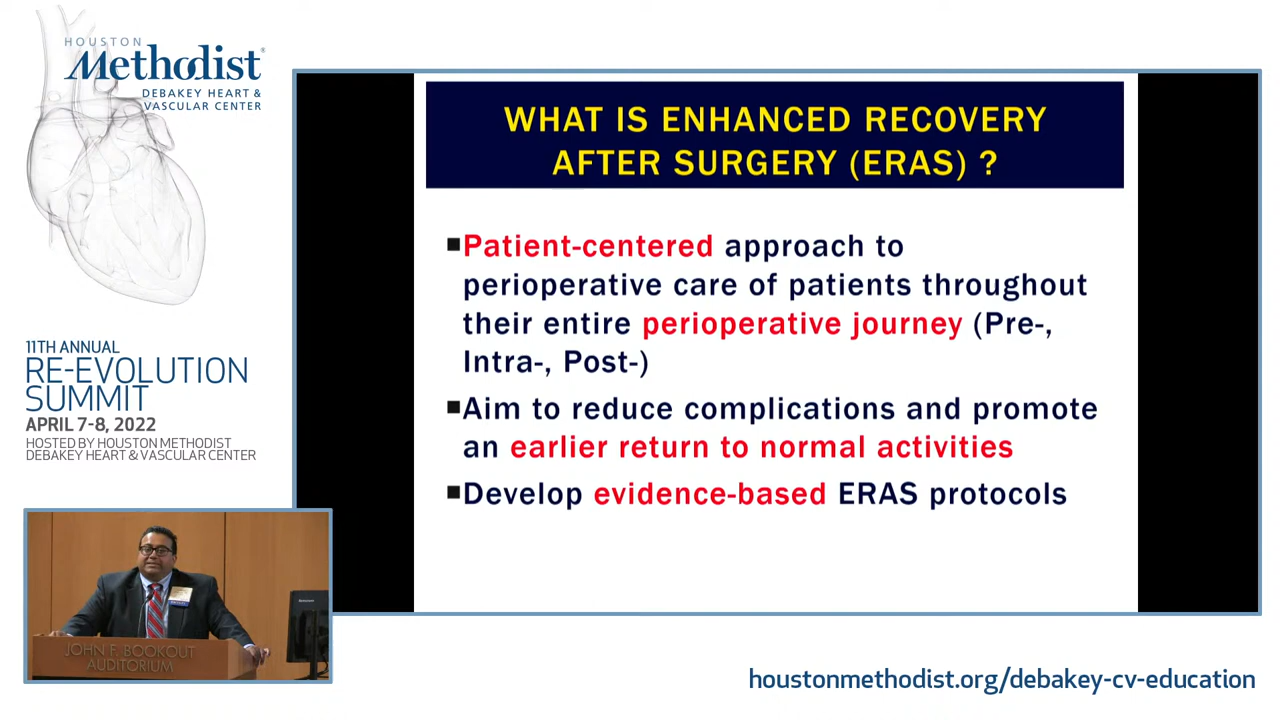 HOUSTON
Methodist
DEBAKEY HEART &
VASCULAR CENTER
WHAT IS ENHANCED RECOVERY
AFTER SURGERY (ERAS) ?
Patient-centered approach to
perioperative care of patients throughout
their entire perioperative journey (Pre-,
Intra-, Post-)
Aim to reduce complications and promote
an earlier return to normal activities
Develop evidence-based ERAS protocols
11TH ANNUAL
RE-EVOLUTION
SUMMIT
APRIL 7-8, 2022
HOSTED BY HOUSTON METHODIST
DEBAKEY HEART & VASCULAR CENTER
JOHN F. BOOKOUT
AUDITORIUM
houstonmethodist.org/debakey-cv-education